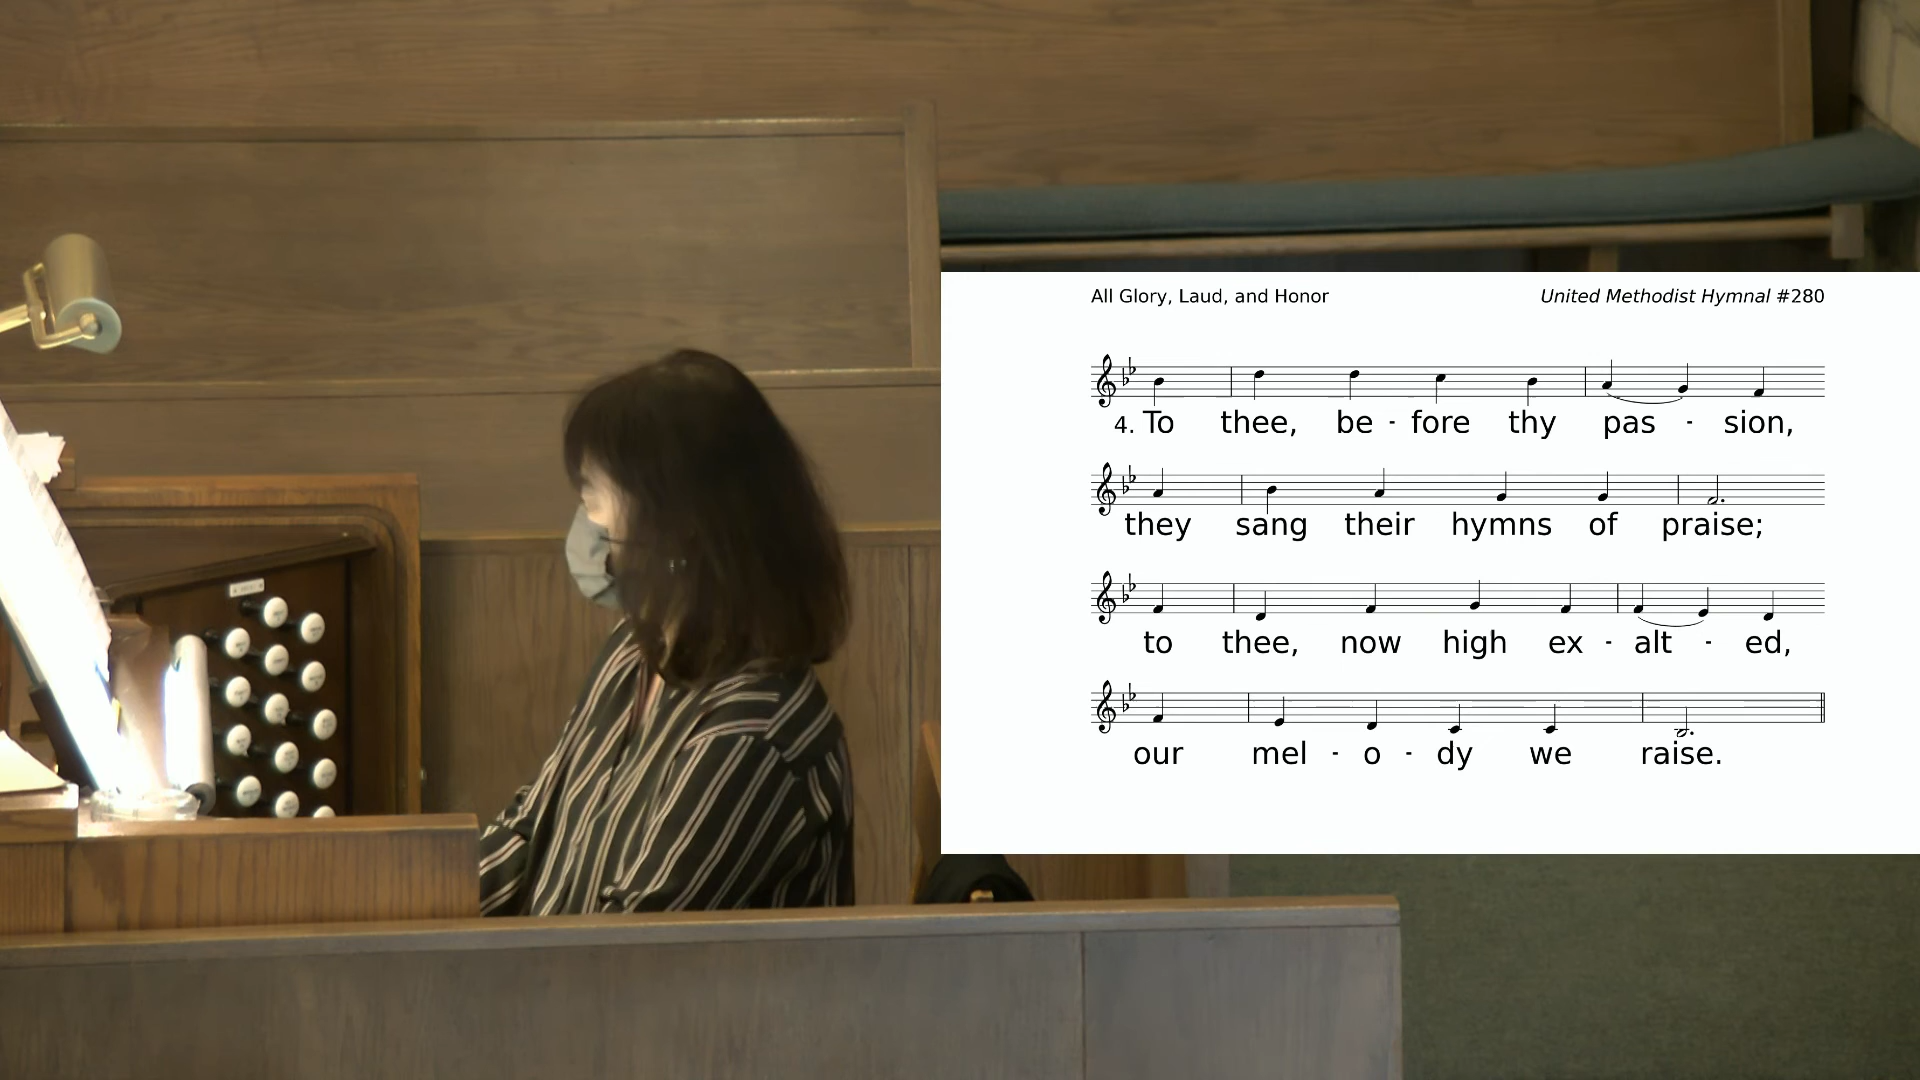 All Glory, Laud, and Honor United Methodist Hymnal #280
4. To thee, be - fore thy pas - sion,
they sang their hymns of praise;
to thee, now high ex - alt - ed,
our mel - o - dy we raise.